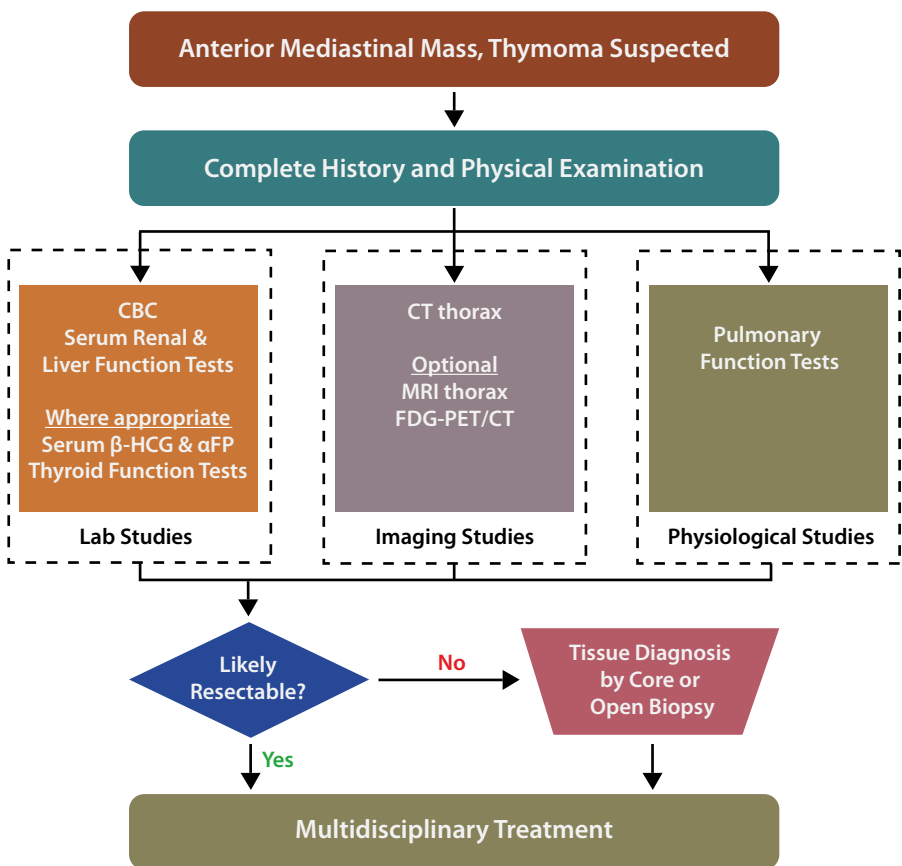 Anterior Mediastinal Mass, Thymoma Suspected
Complete History and Physical Examination
CBC
Serum Renal &
Liver Function Tests
Where appropriate
Serum β-HCG & αFP
Thyroid Function Tests
Lab Studies
CT thorax
Optional
MRI thorax
FDG-PET/CT
Imaging Studies
Pulmonary
Function Tests
Physiological Studies
Likely
Resectable?
No
Tissue Diagnosis
by Core or
Open Biopsy
Yes
Multidisciplinary Treatment